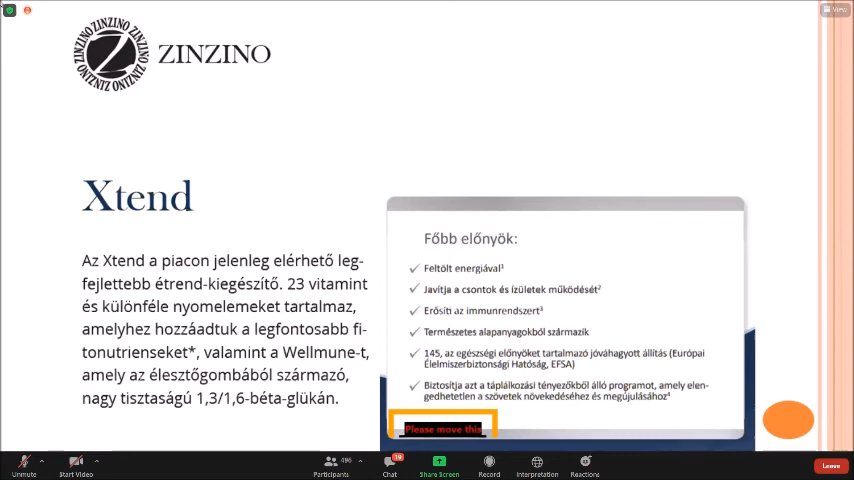 View
ZINZINO
Xtend
Az Xtend a piacon jelenleg elérhető leg-
fejlettebb étrend-kiegészítő. 23 vitamint
és különféle nyomelemeket tartalmaz,
amelyhez hozzáadtuk a legfontosabb fi-
tonutrienseket*, valamint a Wellmune-t,
amely az élesztőgombából származó,
nagy tisztaságú 1,3/1,6-béta-glükán.
Főbb előnyök:
Feltölt energiával¹
Javítja a csontok és ízületek működését²
Erősíti az immunrendszert³
Természetes alapanyagokból származik
145, az egészségi előnyöket tartalmazó jóváhagyott állítás (Európai
Élelmiszerbiztonsági Hatóság, EFSA)
Biztosítja azt a táplálkozási tényezőkből álló programot, amely elen-
gedhetetlen a szövetek növekedéséhez és megújulásához⁴
Please move this
496
19
Unmute
Start Video
Participants
Chat
Share Screen
Record
Interpretation
Reactions
Leave